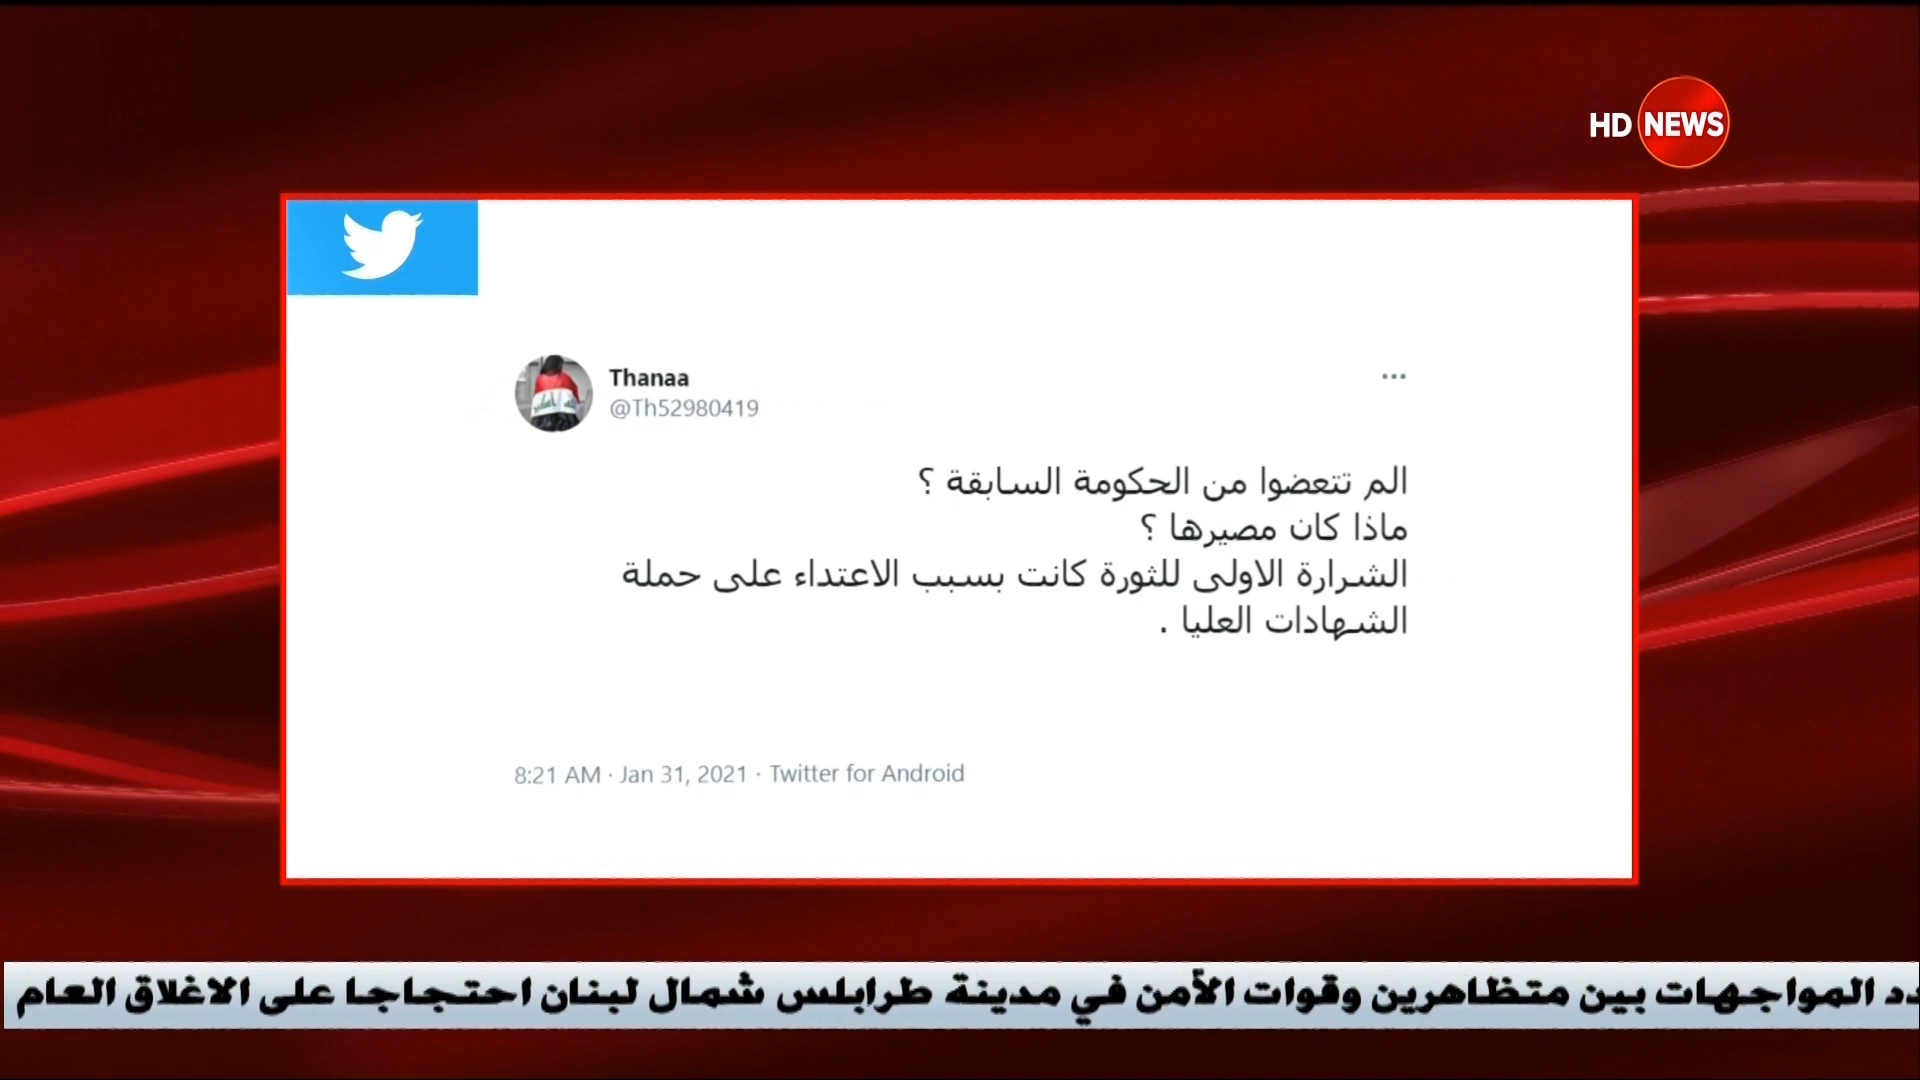 HD NEWS
Thanaa
@Th52980419
الم تتعضوا من الحكومة السابقة ؟
ماذا كان مصيرها ؟
الشرارة الاولى للثورة كانت بسبب الاعتداء على حملة
الشهادات العليا .
8:21 AM · Jan 31, 2021 · Twitter for Android
المواجهات بين متظاهرين وقوات الأمن في مدينة طرابلس شمال لبنان احتجاجا على الاغلاق العام